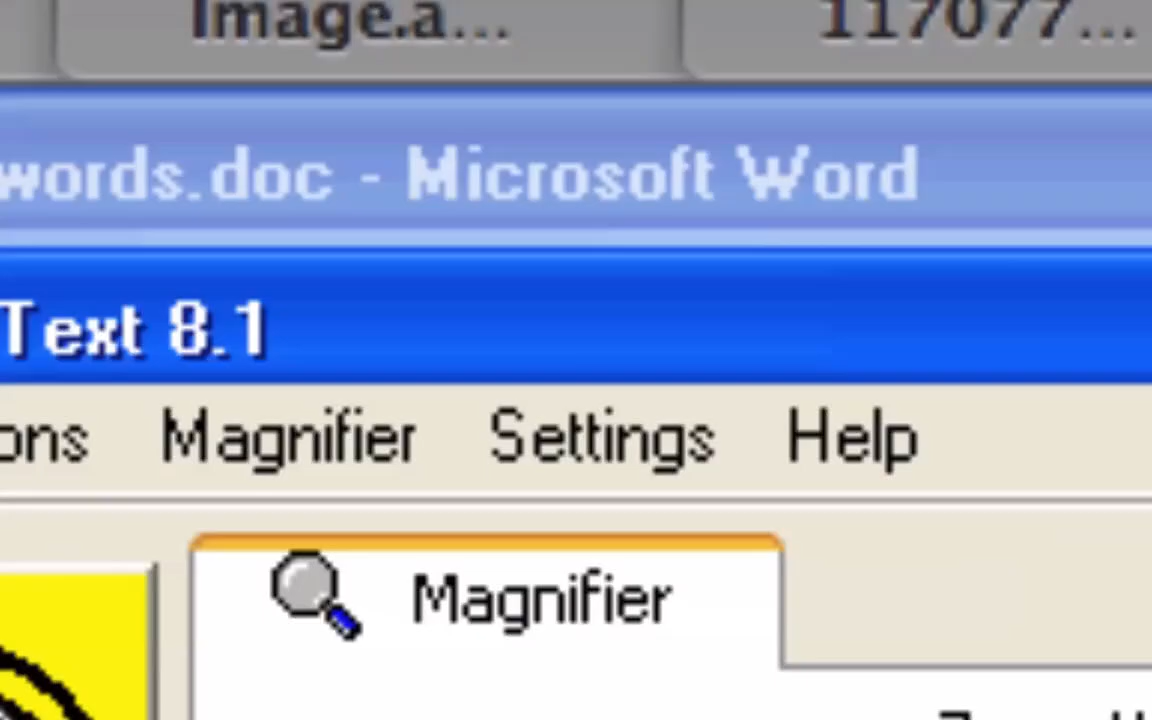 Image.a... 117077...
words.doc - Microsoft Word
Text 8.1
ons Magnifier Settings Help
Magnifier